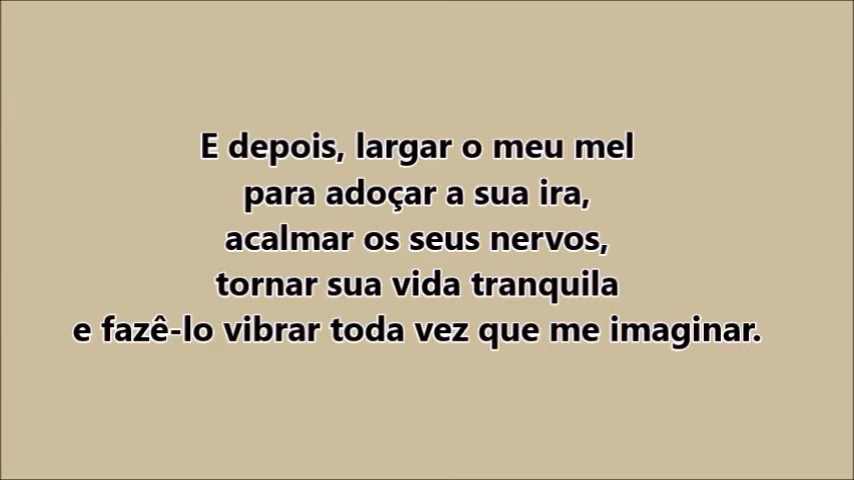 E depois, largar o meu mel
para adoçar a sua ira,
acalmar os seus nervos,
tornar sua vida tranquila
e fazê-lo vibrar toda vez que me imaginar.